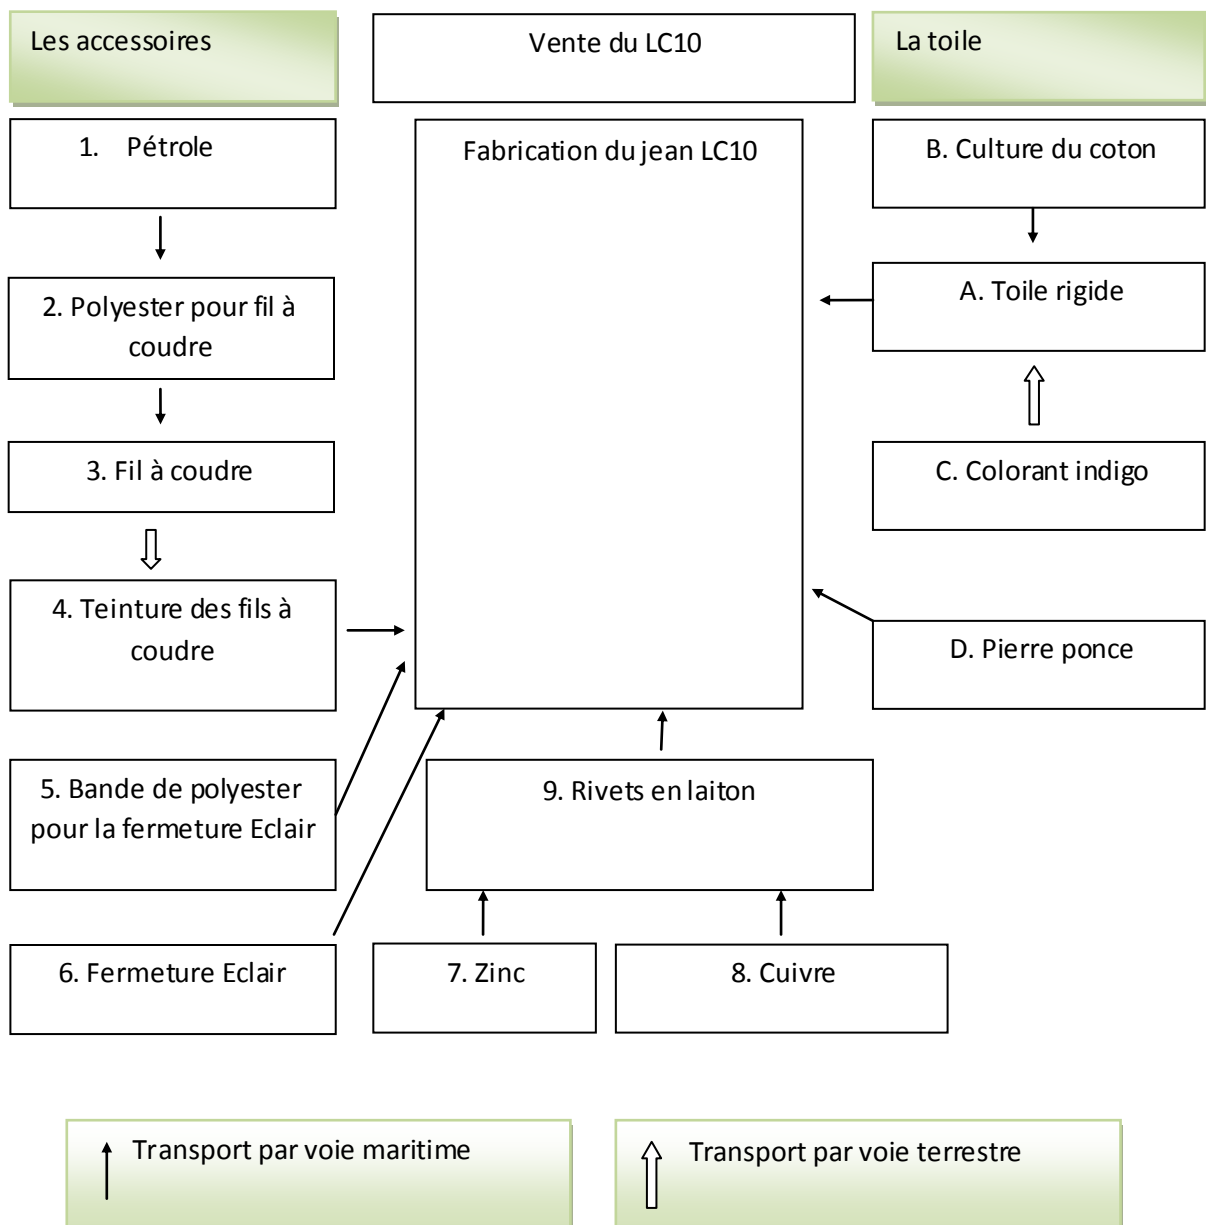 Les accessoires
Vente du LC10
La toile
1. Pétrole
Fabrication du jean LC10
B. Culture du coton
2. Polyester pour fil à
coudre
A. Toile rigide
3. Fil à coudre
C. Colorant indigo
4. Teinture des fils à
coudre
D. Pierre ponce
5. Bande de polyester
pour la fermeture Eclair
9. Rivets en laiton
6. Fermeture Eclair
7. Zinc
8. Cuivre
Transport par voie maritime
Transport par voie terrestre